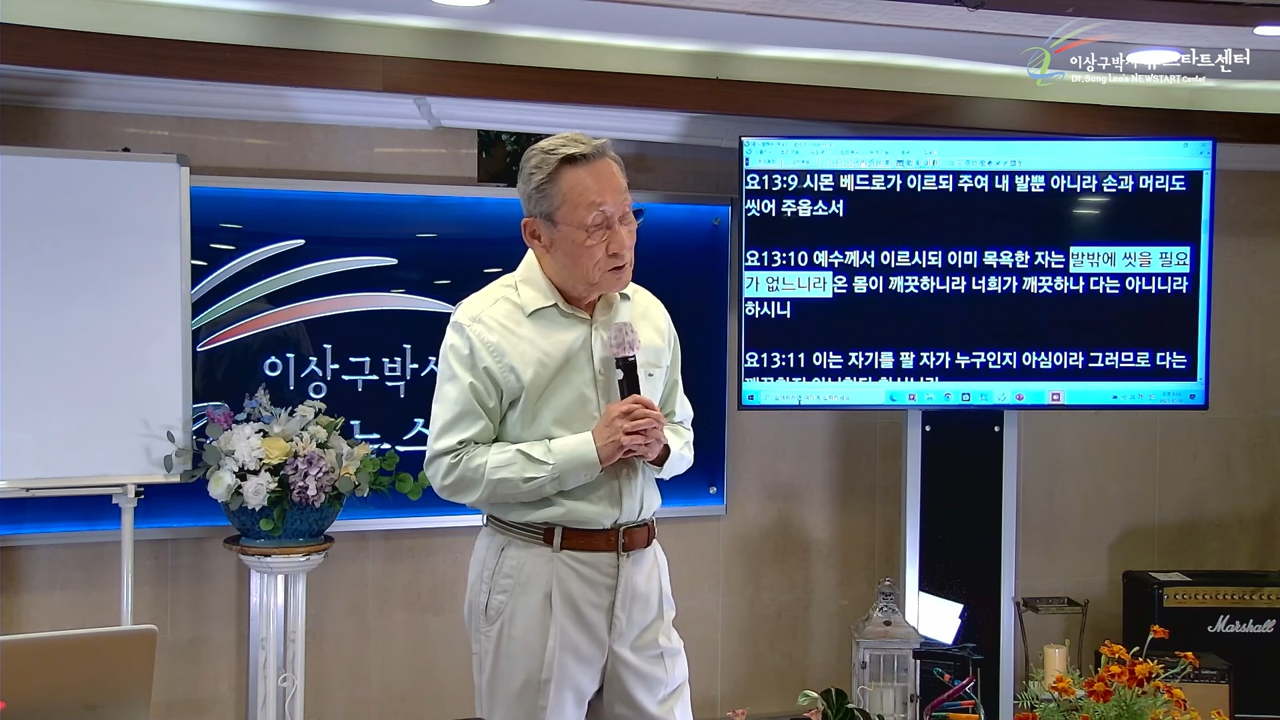 이상구박사뉴스타트센터
Dr. Sang Lee's NEWSTART Center
요13:9 시몬 베드로가 이르되 주여 내 발뿐 아니라 손과 머리도
씻어 주옵소서
요13:10 예수께서 이르시되 이미 목욕한 자는 발밖에 씻을 필요
가 없느니라 온 몸이 깨끗하니라 너희가 깨끗하나 다는 아니니라
하시니
요13:11 이는 자기를 팔 자가 누구인지 아심이라 그러므로 다는
이상구박사
뉴스
Marshall